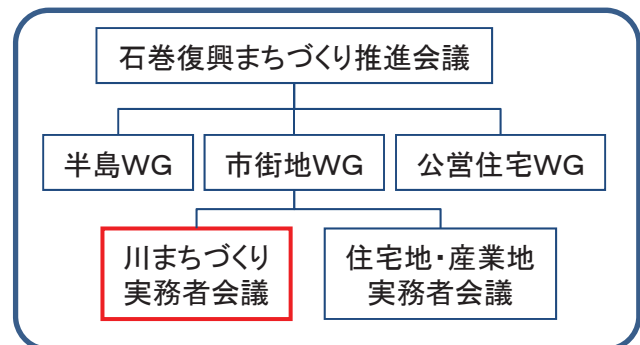 石巻復興まちづくり推進会議
半島WG
市街地WG
公営住宅WG
川まちづくり
実務者会議
住宅地・産業地
実務者会議